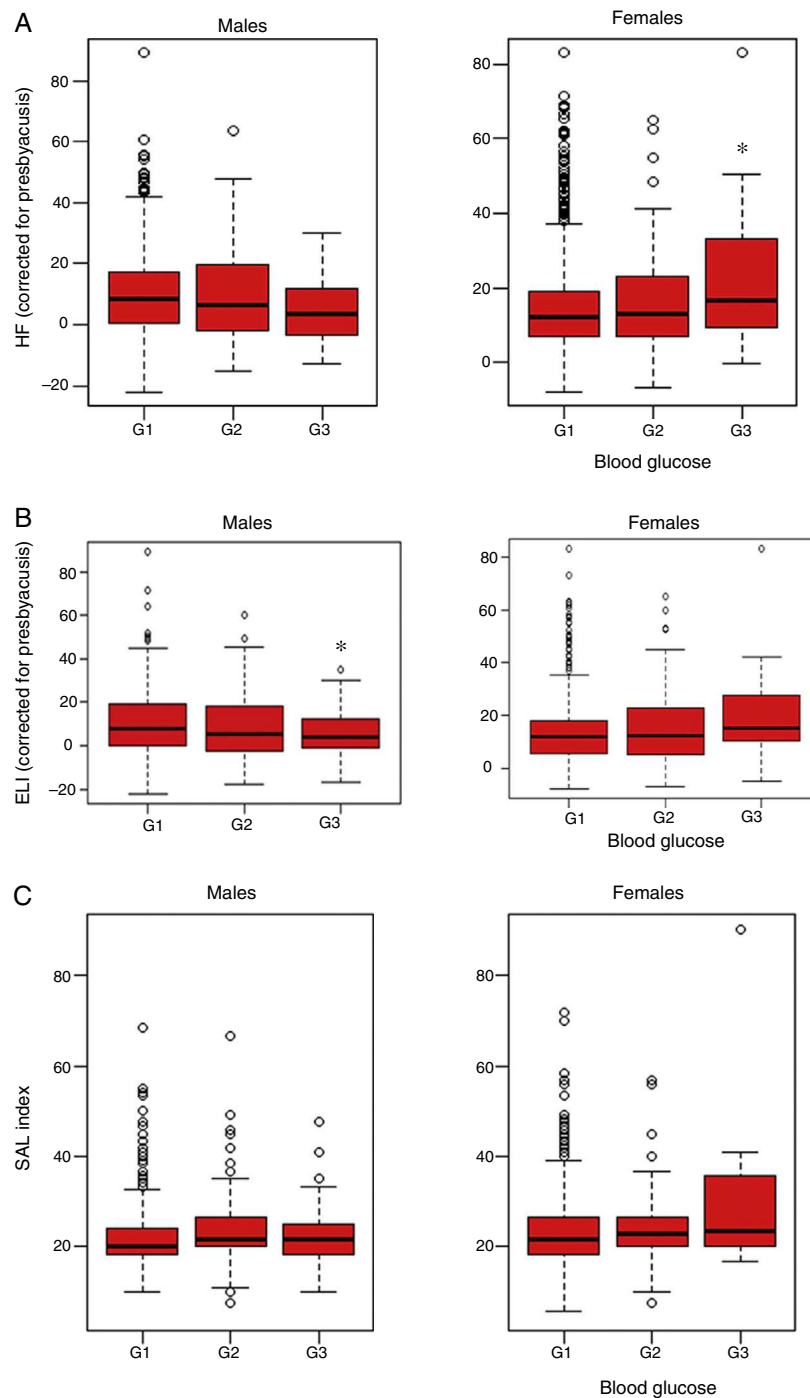 A
Males
Females
HF (corrected for presbyacusis)
80
60
40
20
0
–20
G1 G2 G3
80
60
40
20
0
*
G1 G2 G3
Blood glucose
B
Males
Females
ELI (corrected for presbyacusis)
80
60
40
20
0
–20
*
G1 G2 G3
80
60
40
20
0
G1 G2 G3
Blood glucose
C
Males
Females
SAL index
80
60
40
20
G1 G2 G3
80
60
40
20
G1 G2 G3
Blood glucose